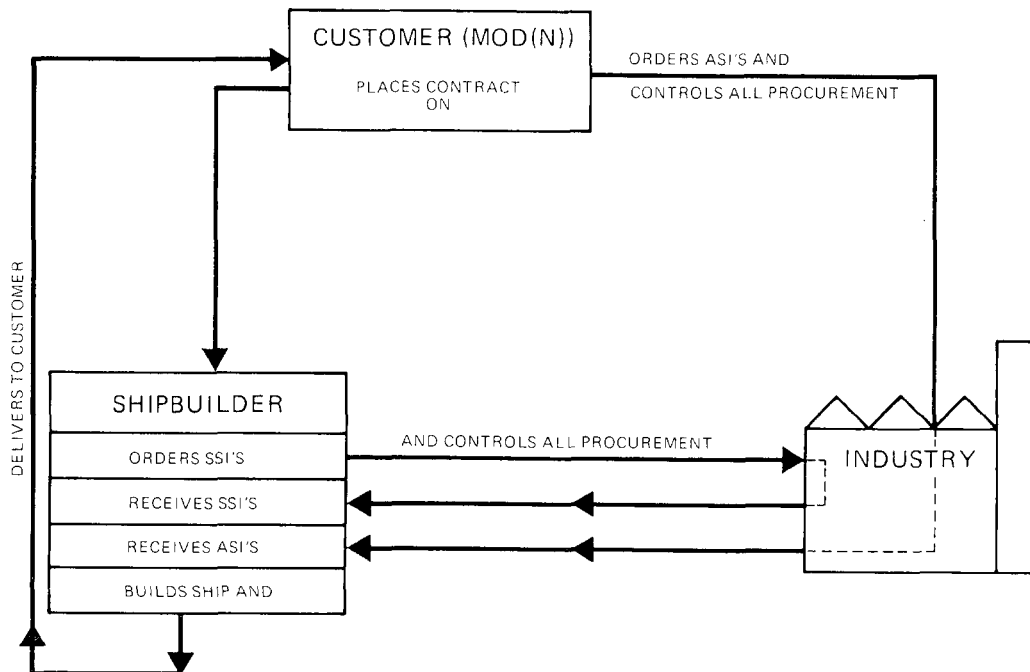 CUSTOMER (MOD(N))
PLACES CONTRACT
ON
ORDERS ASI'S AND
CONTROLS ALL PROCUREMENT
DELIVERS TO CUSTOMER
SHIPBUILDER
ORDERS SSI'S
AND CONTROLS ALL PROCUREMENT
INDUSTRY
RECEIVES SSI'S
RECEIVES ASI'S
BUILDS SHIP AND